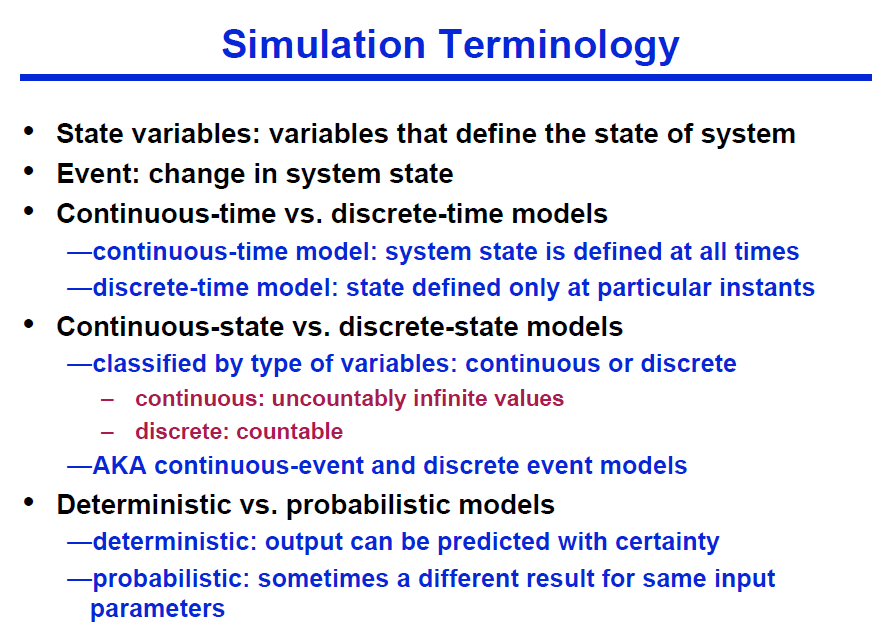 Simulation Terminology
• State variables: variables that define the state of system
• Event: change in system state
• Continuous-time vs. discrete-time models
—continuous-time model: system state is defined at all times
—discrete-time model: state defined only at particular instants
• Continuous-state vs. discrete-state models
—classified by type of variables: continuous or discrete
– continuous: uncountably infinite values
– discrete: countable
—AKA continuous-event and discrete event models
• Deterministic vs. probabilistic models
—deterministic: output can be predicted with certainty
—probabilistic: sometimes a different result for same input
parameters